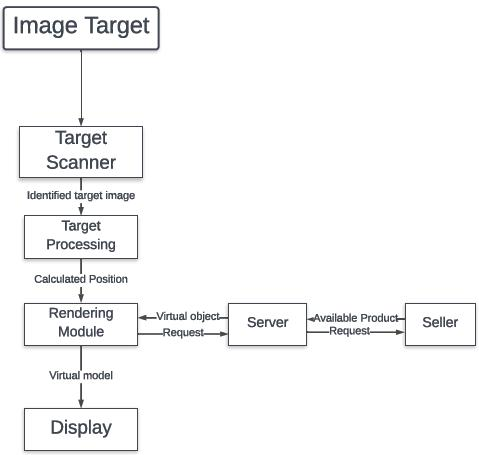 Image Target
Target
Scanner
Identified target image
Target
Processing
Calculated Position
Rendering
Module
Virtual object
Request
Server
Available Product
Request
Seller
Virtual model
Display